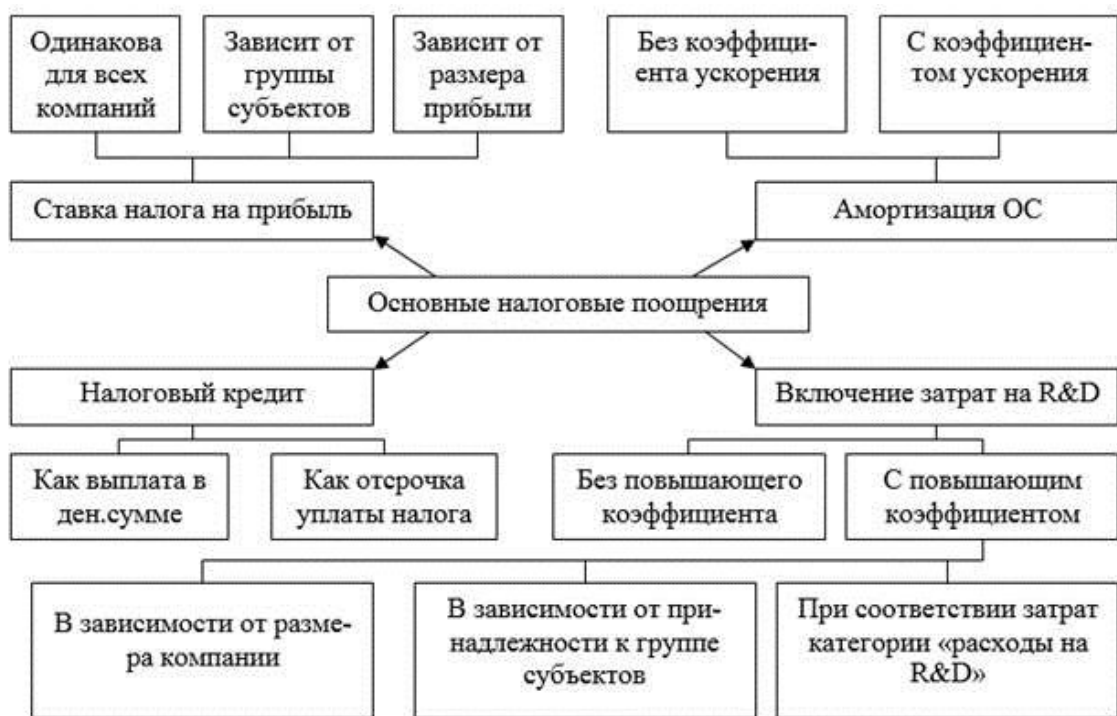 Одинакова
для всех
компаний
Зависит от
группы
субъектов
Зависит от
размера
прибыли
Без коэффици-
ента ускорения
С коэффициен-
том ускорения
Ставка налога на прибыль
Амортизация ОС
Основные налоговые поощрения
Налоговый кредит
Включение затрат на R&D
Как выплата в
ден.сумме
Как отсрочка
уплаты налога
Без повышающего
коэффициента
С повышающим
коэффициентом
В зависимости от разме-
ра компании
В зависимости от при-
надлежности к группе
субъектов
При соответствии затрат
категории «расходы на
R&D»